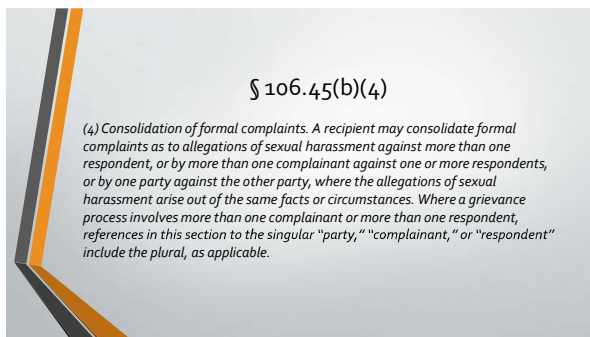 § 106.45(b)(4)
(4) Consolidation of formal complaints. A recipient may consolidate formal
complaints as to allegations of sexual harassment against more than one
respondent, or by more than one complainant against one or more respondents,
or by one party against the other party, where the allegations of sexual
harassment arise out of the same facts or circumstances. Where a grievance
process involves more than one complainant or more than one respondent,
references in this section to the singular “party,” “complainant,” or “respondent”
include the plural, as applicable.